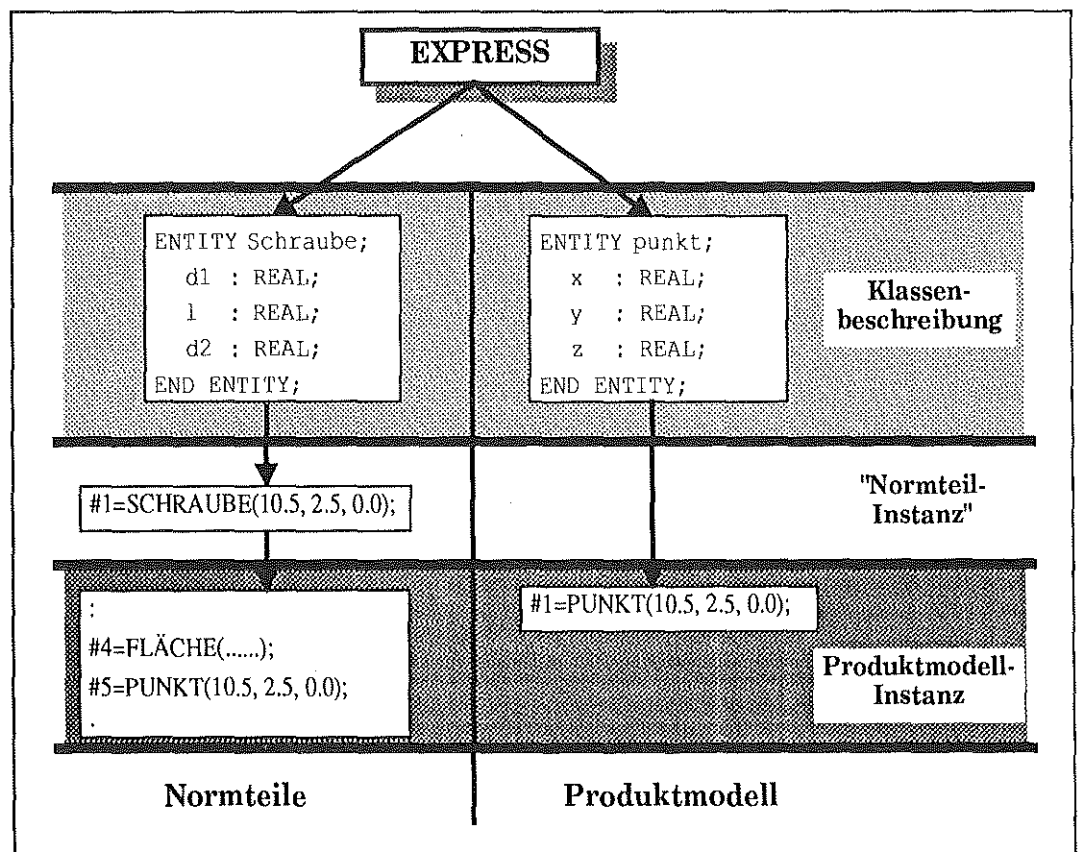 EXPRESS
ENTITY Schraube;
d1 : REAL;
l : REAL;
d2 : REAL;
END ENTITY;
ENTITY punkt;
x : REAL;
y : REAL;
z : REAL;
END ENTITY;
Klassen-
beschreibung
#1=SCHRAUBE(10.5, 2.5, 0.0);
"Normteil-
Instanz"
:
#4=FLÄCHE(......);
#5=PUNKT(10.5, 2.5, 0.0);
.
#1=PUNKT(10.5, 2.5, 0.0);
Produktmodell-
Instanz
Normteile
Produktmodell